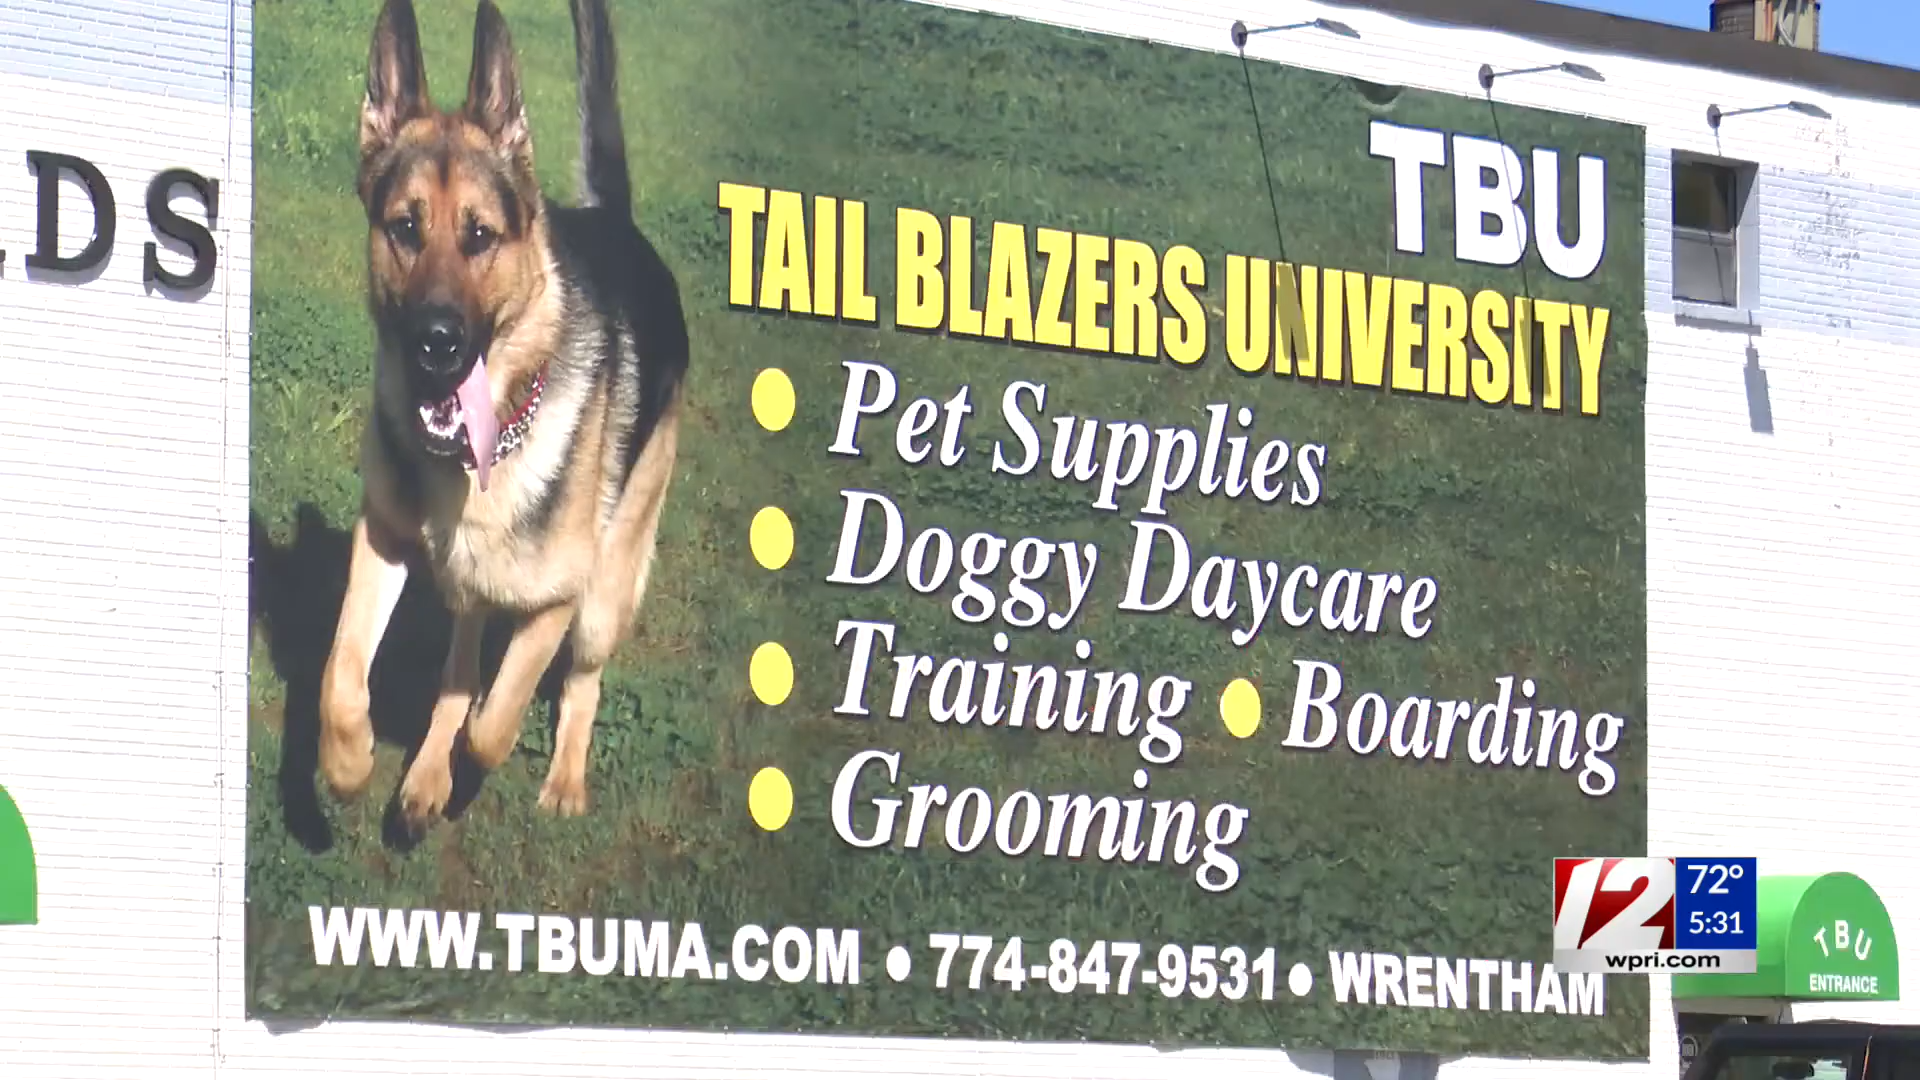 DS
TBU
TAIL BLAZERS UNIVERSITY
• Pet Supplies
• Doggy Daycare
• Training • Boarding
• Grooming
WWW.TBUMA.COM • 774-847-9531 • WRENTHAM
12
72°
5:31
wpri.com
TBU
ENTRANCE